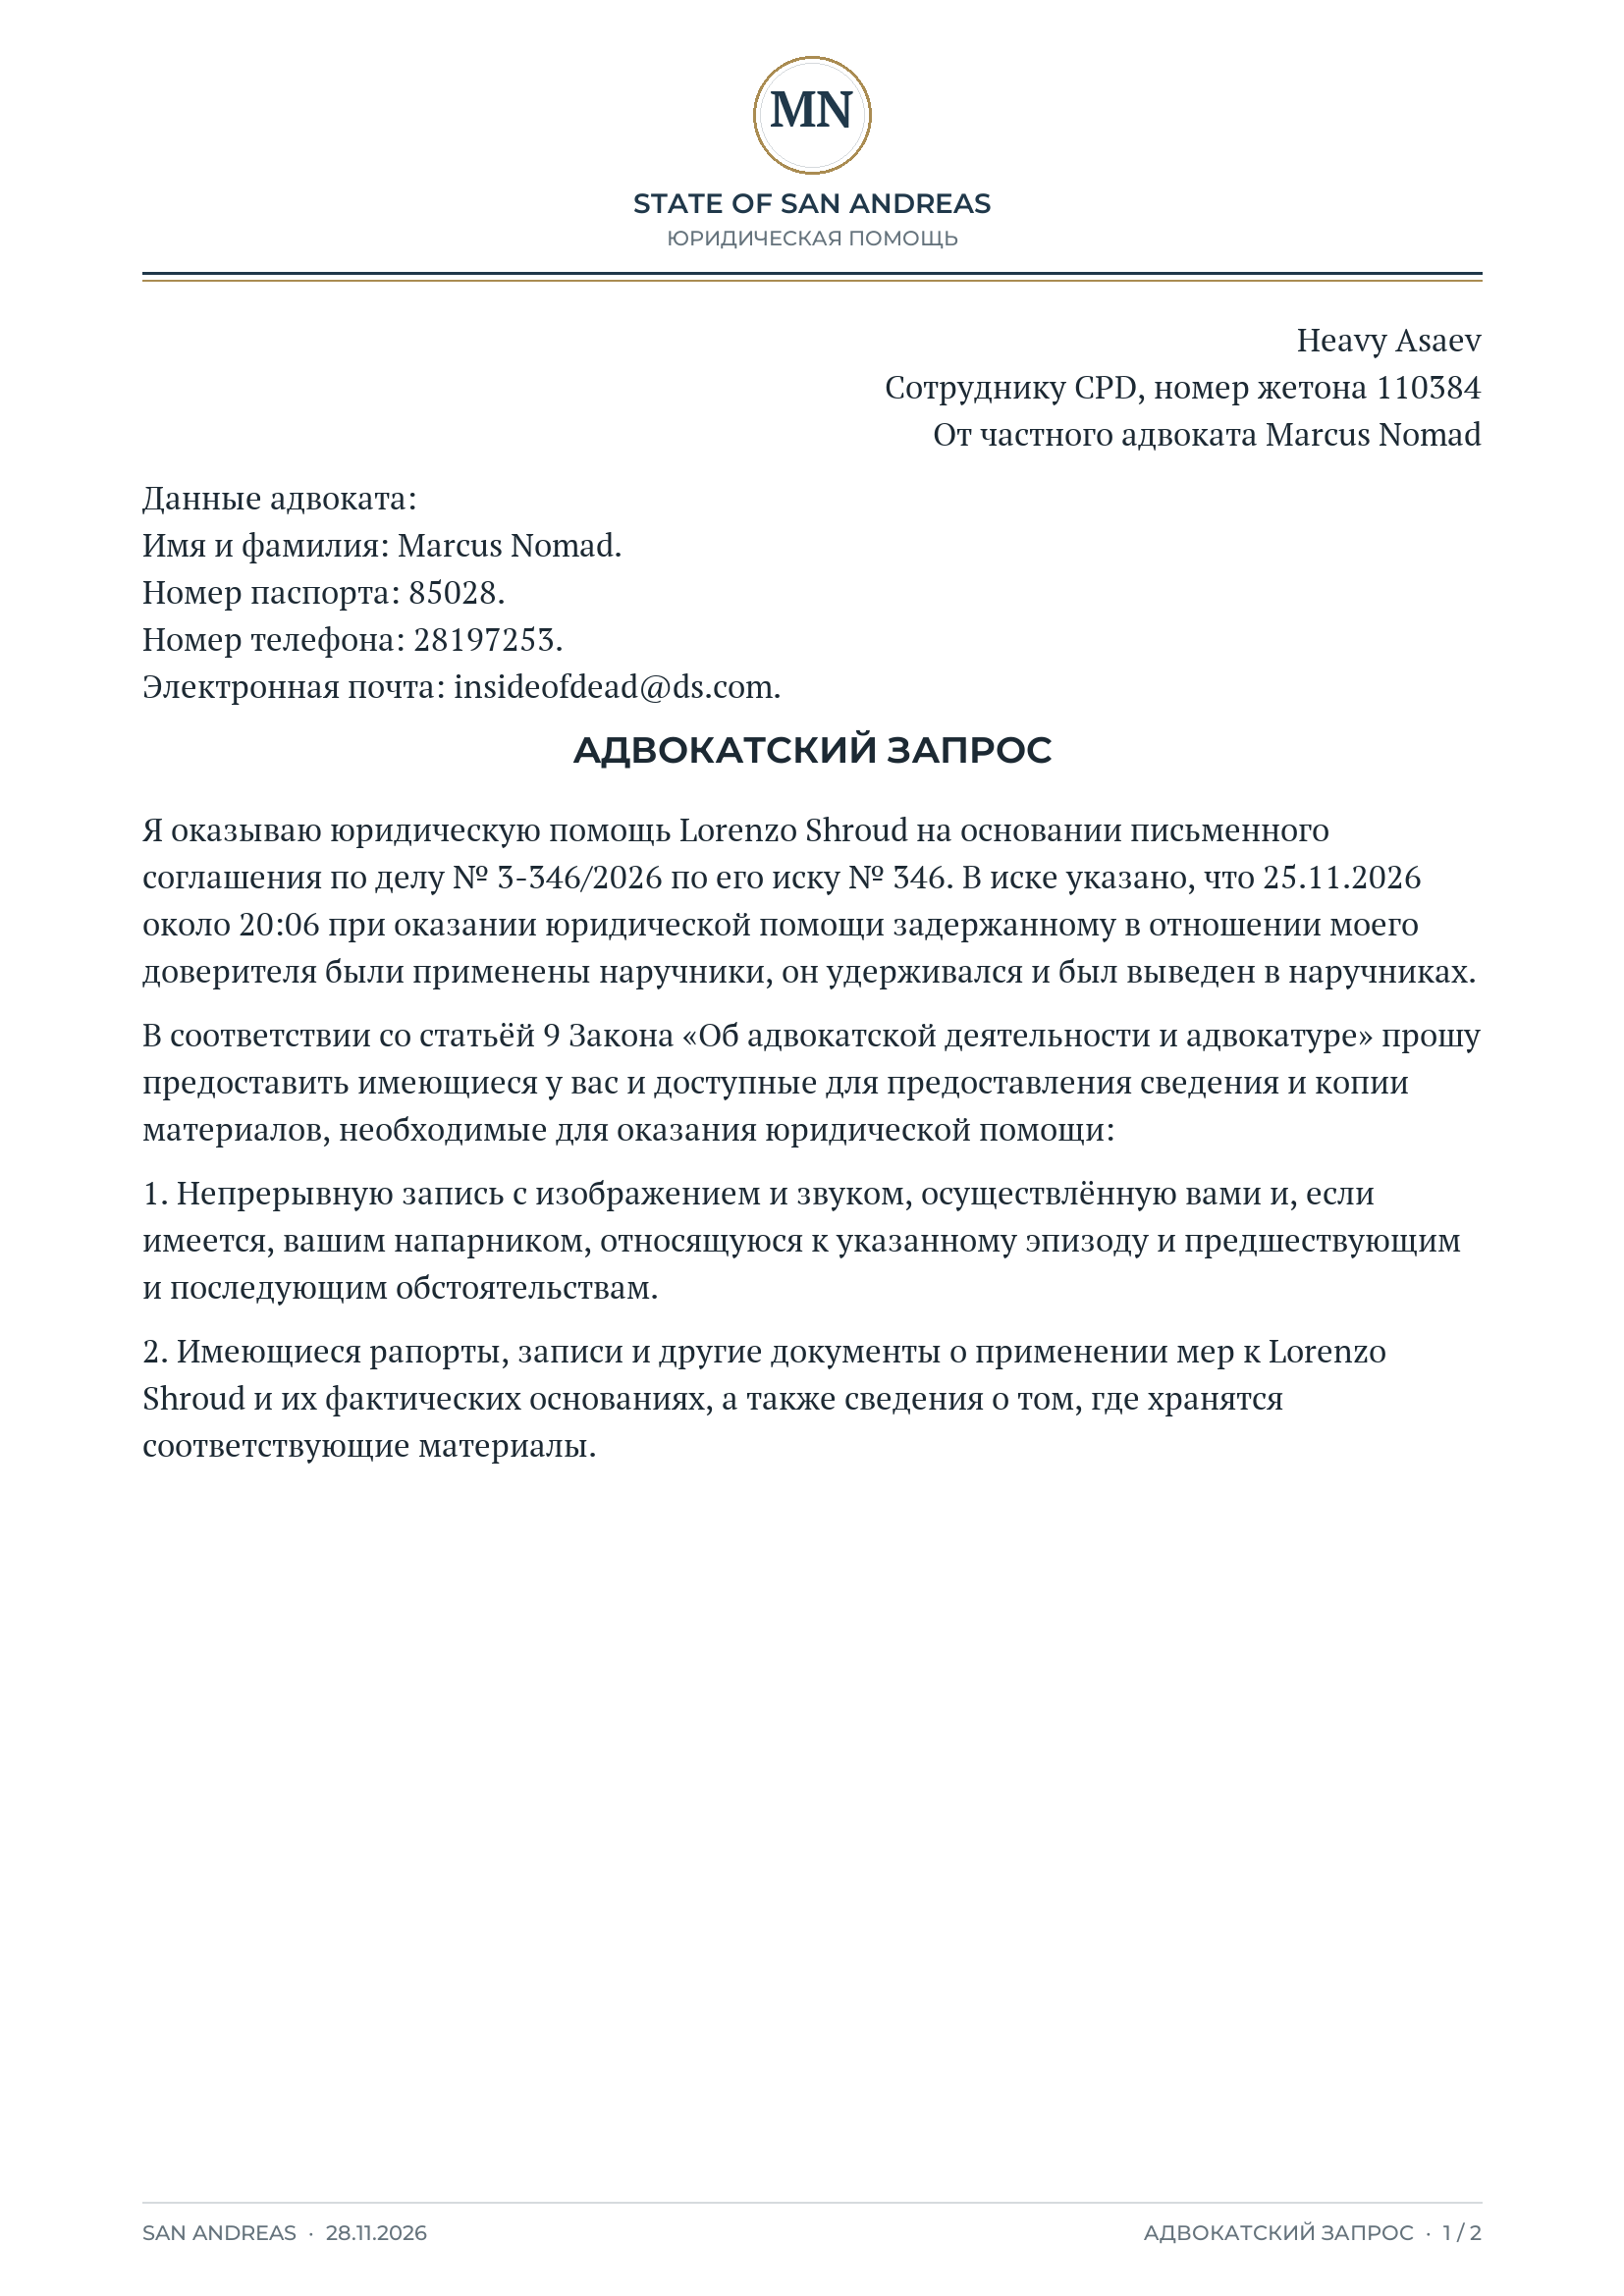 MN
STATE OF SAN ANDREAS
ЮРИДИЧЕСКАЯ ПОМОЩЬ
Heavy Asaev
Сотруднику CPD, номер жетона 110384
От частного адвоката Marcus Nomad
Данные адвоката:
Имя и фамилия: Marcus Nomad.
Номер паспорта: 85028.
Номер телефона: 28197253.
Электронная почта: insideofdead@ds.com.
АДВОКАТСКИЙ ЗАПРОС
Я оказываю юридическую помощь Lorenzo Shroud на основании письменного
соглашения по делу № 3-346/2026 по его иску № 346. В иске указано, что 25.11.2026
около 20:06 при оказании юридической помощи задержанному в отношении моего
доверителя были применены наручники, он удерживался и был выведен в наручниках.
В соответствии со статьёй 9 Закона «Об адвокатской деятельности и адвокатуре» прошу
предоставить имеющиеся у вас и доступные для предоставления сведения и копии
материалов, необходимые для оказания юридической помощи:
1. Непрерывную запись с изображением и звуком, осуществлённую вами и, если
имеется, вашим напарником, относящуюся к указанному эпизоду и предшествующим
и последующим обстоятельствам.
2. Имеющиеся рапорты, записи и другие документы о применении мер к Lorenzo
Shroud и их фактических основаниях, а также сведения о том, где хранятся
соответствующие материалы.
SAN ANDREAS · 28.11.2026
АДВОКАТСКИЙ ЗАПРОС · 1 / 2